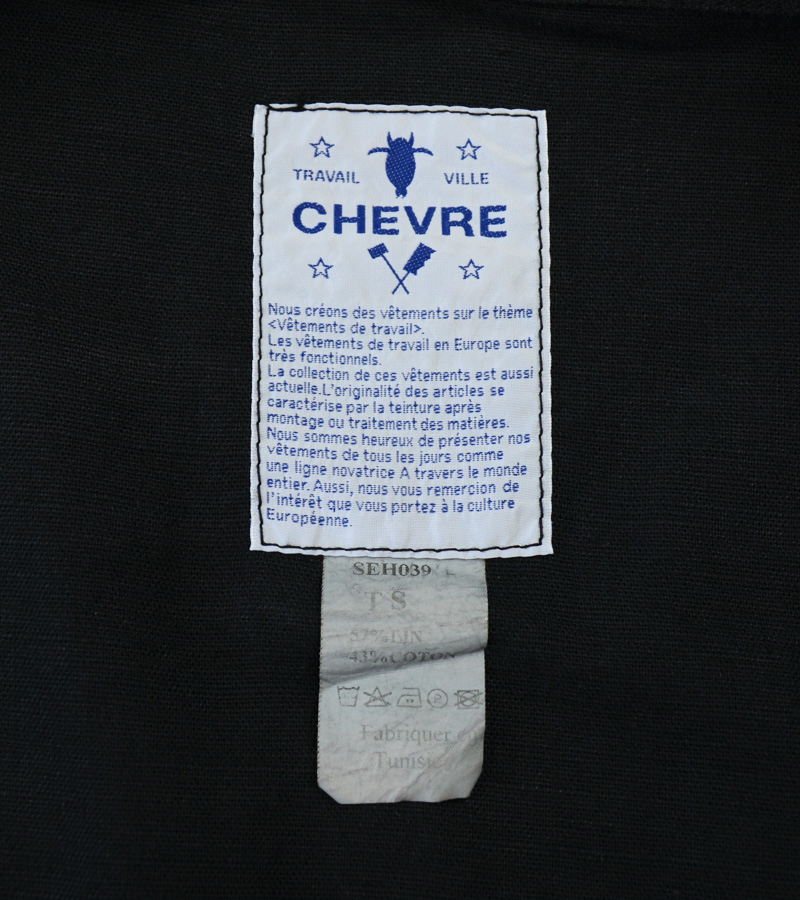 TRAVAIL VILLE
CHEVRE
Nous créons des vêtements sur le thème
<Vêtements de travail>.
Les vêtements de travail en Europe sont
très fonctionnels.
La collection de ces vêtements est aussi
actuelle.L'originalité des articles se
caractérise par la teinture après
montage ou traitement des matières.
Nous sommes heureux de présenter nos
vêtements de tous les jours comme
une ligne novatrice A travers le monde
entier. Aussi, nous vous remercion de
l'intérêt que vous portez à la culture
Européenne.
SEH039
T S
57% LIN
43% COTON
Fabriquer
Tunisie